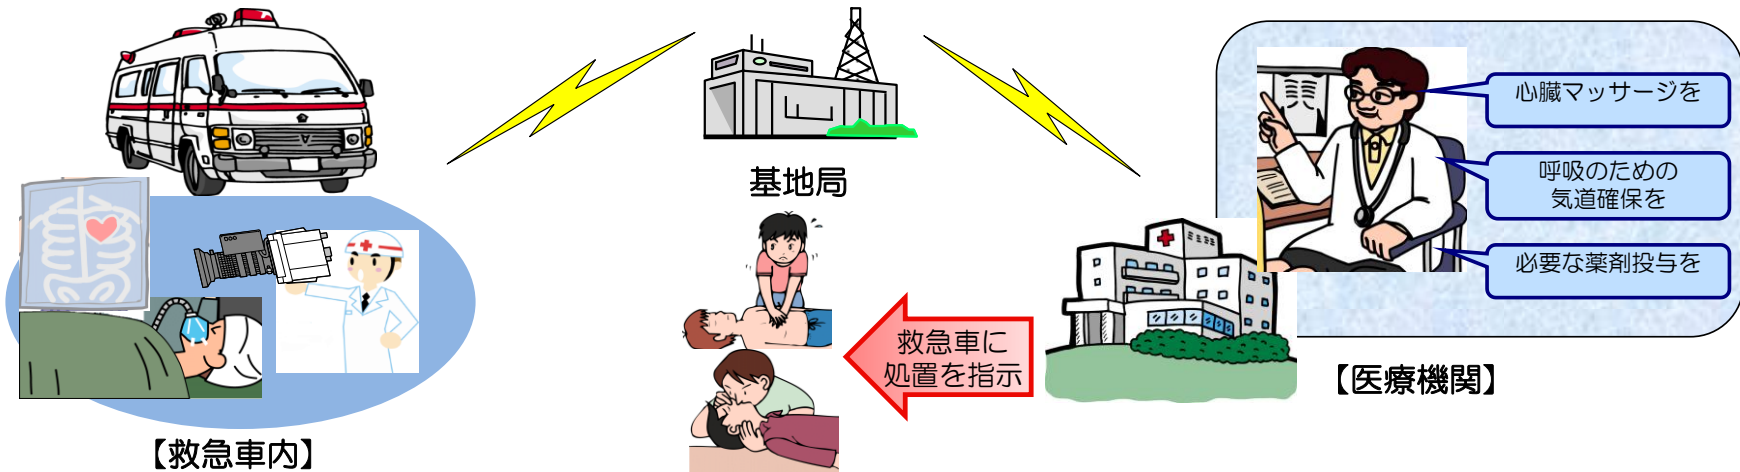 心臓マッサージを
呼吸のための
気道確保を
必要な薬剤投与を
基地局
救急車に
処置を指示
【医療機関】
【救急車内】